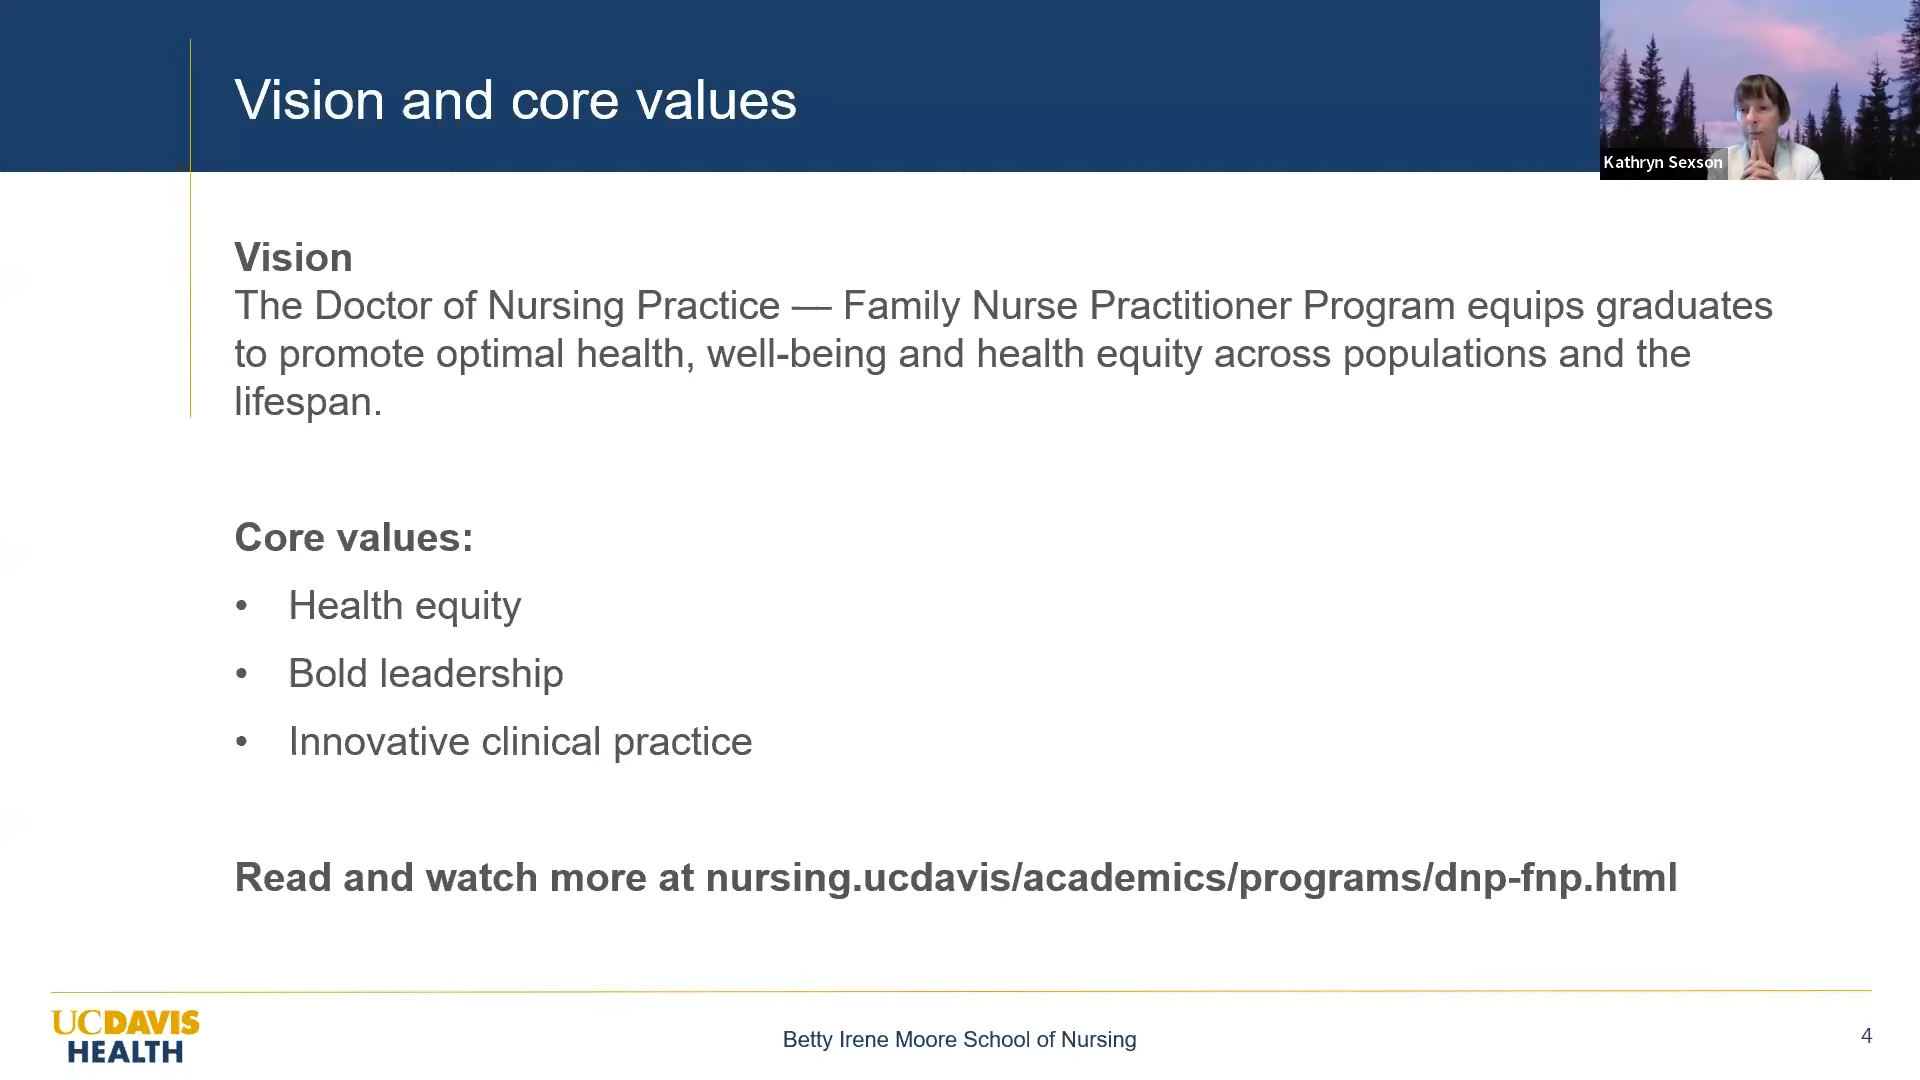 Vision and core values
Kathryn Sexson
Vision
The Doctor of Nursing Practice — Family Nurse Practitioner Program equips graduates
to promote optimal health, well-being and health equity across populations and the
lifespan.
Core values:
• Health equity
• Bold leadership
• Innovative clinical practice
Read and watch more at nursing.ucdavis/academics/programs/dnp-fnp.html
UCDAVIS
HEALTH
Betty Irene Moore School of Nursing
4